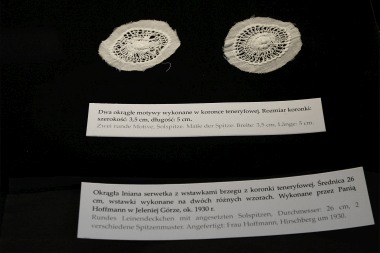 Dwa okrągłe motywy wykonane w koronce teneryfowej. Rozmiar koronki:
szerokość: 3,5 cm, długość: 5 cm.
Zwei runde Motive, Solspitze. Maße der Spitze: Breite: 3,5 cm, Länge: 5 cm.
Okrągła lniana serwetka z wstawkami brzegu z koronki teneryfowej. Średnica 26
cm, wstawki wykonane na dwóch różnych wzorach. Wykonane przez Panią
Hoffmann w Jeleniej Górze, ok. 1930 r.
Rundes Leinendeckchen mit angesetzten Solspitzen. Durchmesser: 26 cm, 2
verschiedene Spitzenmuster. Angefertigt: Frau Hoffmann, Hirschberg um 1930.